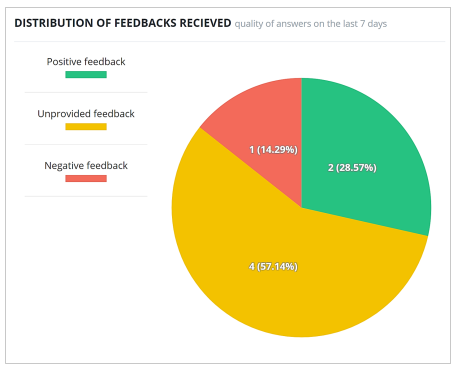 DISTRIBUTION OF FEEDBACKS RECIEVED quality of answers on the last 7 days
Positive feedback
Unprovided feedback
Negative feedback
1 (14.29%)
2 (28.57%)
4 (57.14%)